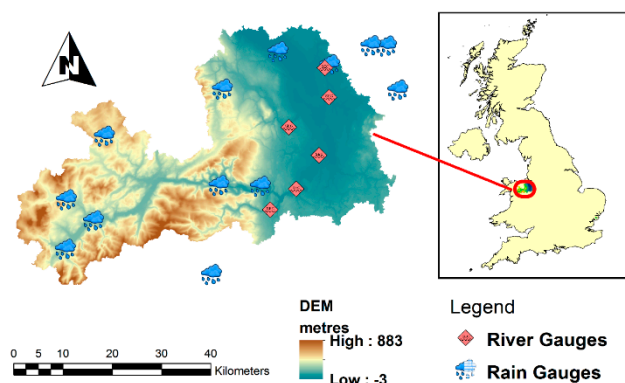 N
DEM
metres
High : 883
Low : -3
0 5 10 20 30 40
Kilometers
Legend
River Gauges
Rain Gauges